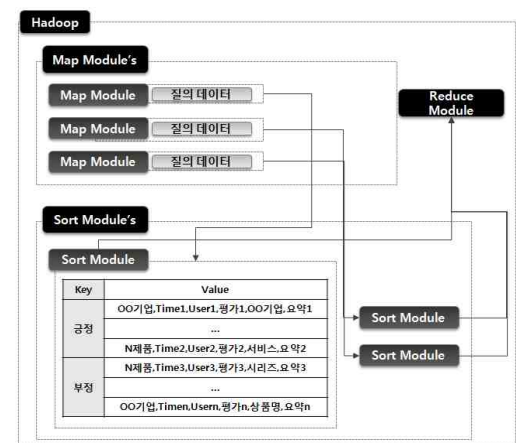 Hadoop
Map Module's
Map Module 질의 데이터
Map Module 질의 데이터
Map Module 질의 데이터
Reduce
Module
Sort Module's
Sort Module
Key Value
긍정
OO기업,Time1,User1,평가1,OO기업,요약1
...
N제품,Time2,User2,평가2,서비스,요약2
부정
N제품,Time3,User3,평가3,시리즈,요약3
...
OO기업,Timen,Usern,평가n,상품명,요약n
Sort Module
Sort Module